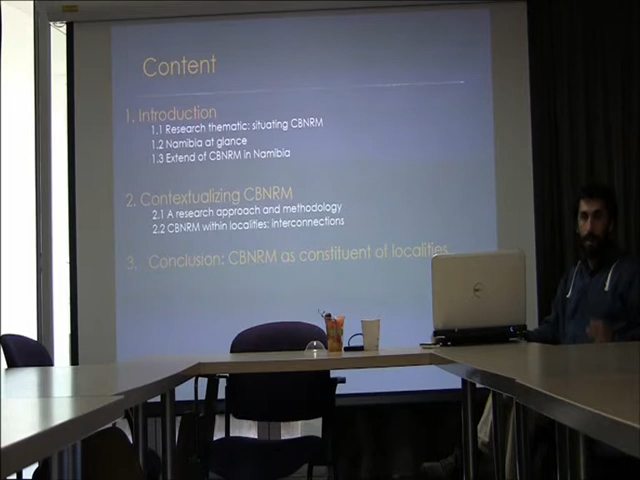 Content
1. Introduction
1.1 Research thematic: situating CBNRM
1.2 Namibia at glance
1.3 Extend of CBNRM in Namibia
2. Contextualizing CBNRM
2.1 A research approach and methodology
2.2 CBNRM within localities: interconnections
3. Conclusion: CBNRM as constituent of localities